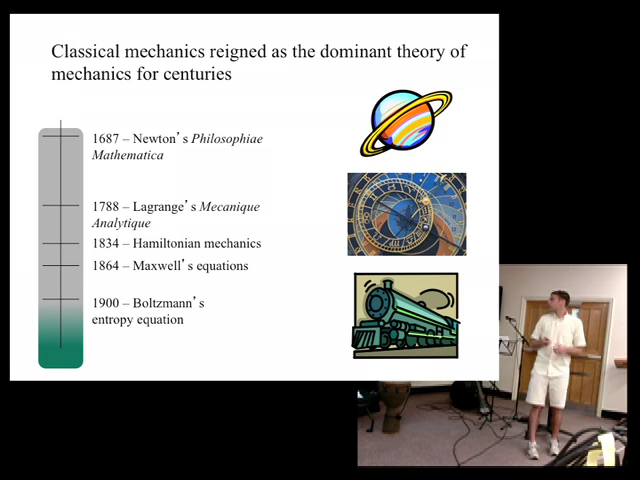 Classical mechanics reigned as the dominant theory of
mechanics for centuries
1687 – Newton’s Philosophiae
Mathematica
1788 – Lagrange’s Mecanique
Analytique
1834 – Hamiltonian mechanics
1864 – Maxwell’s equations
1900 – Boltzmann’s
entropy equation